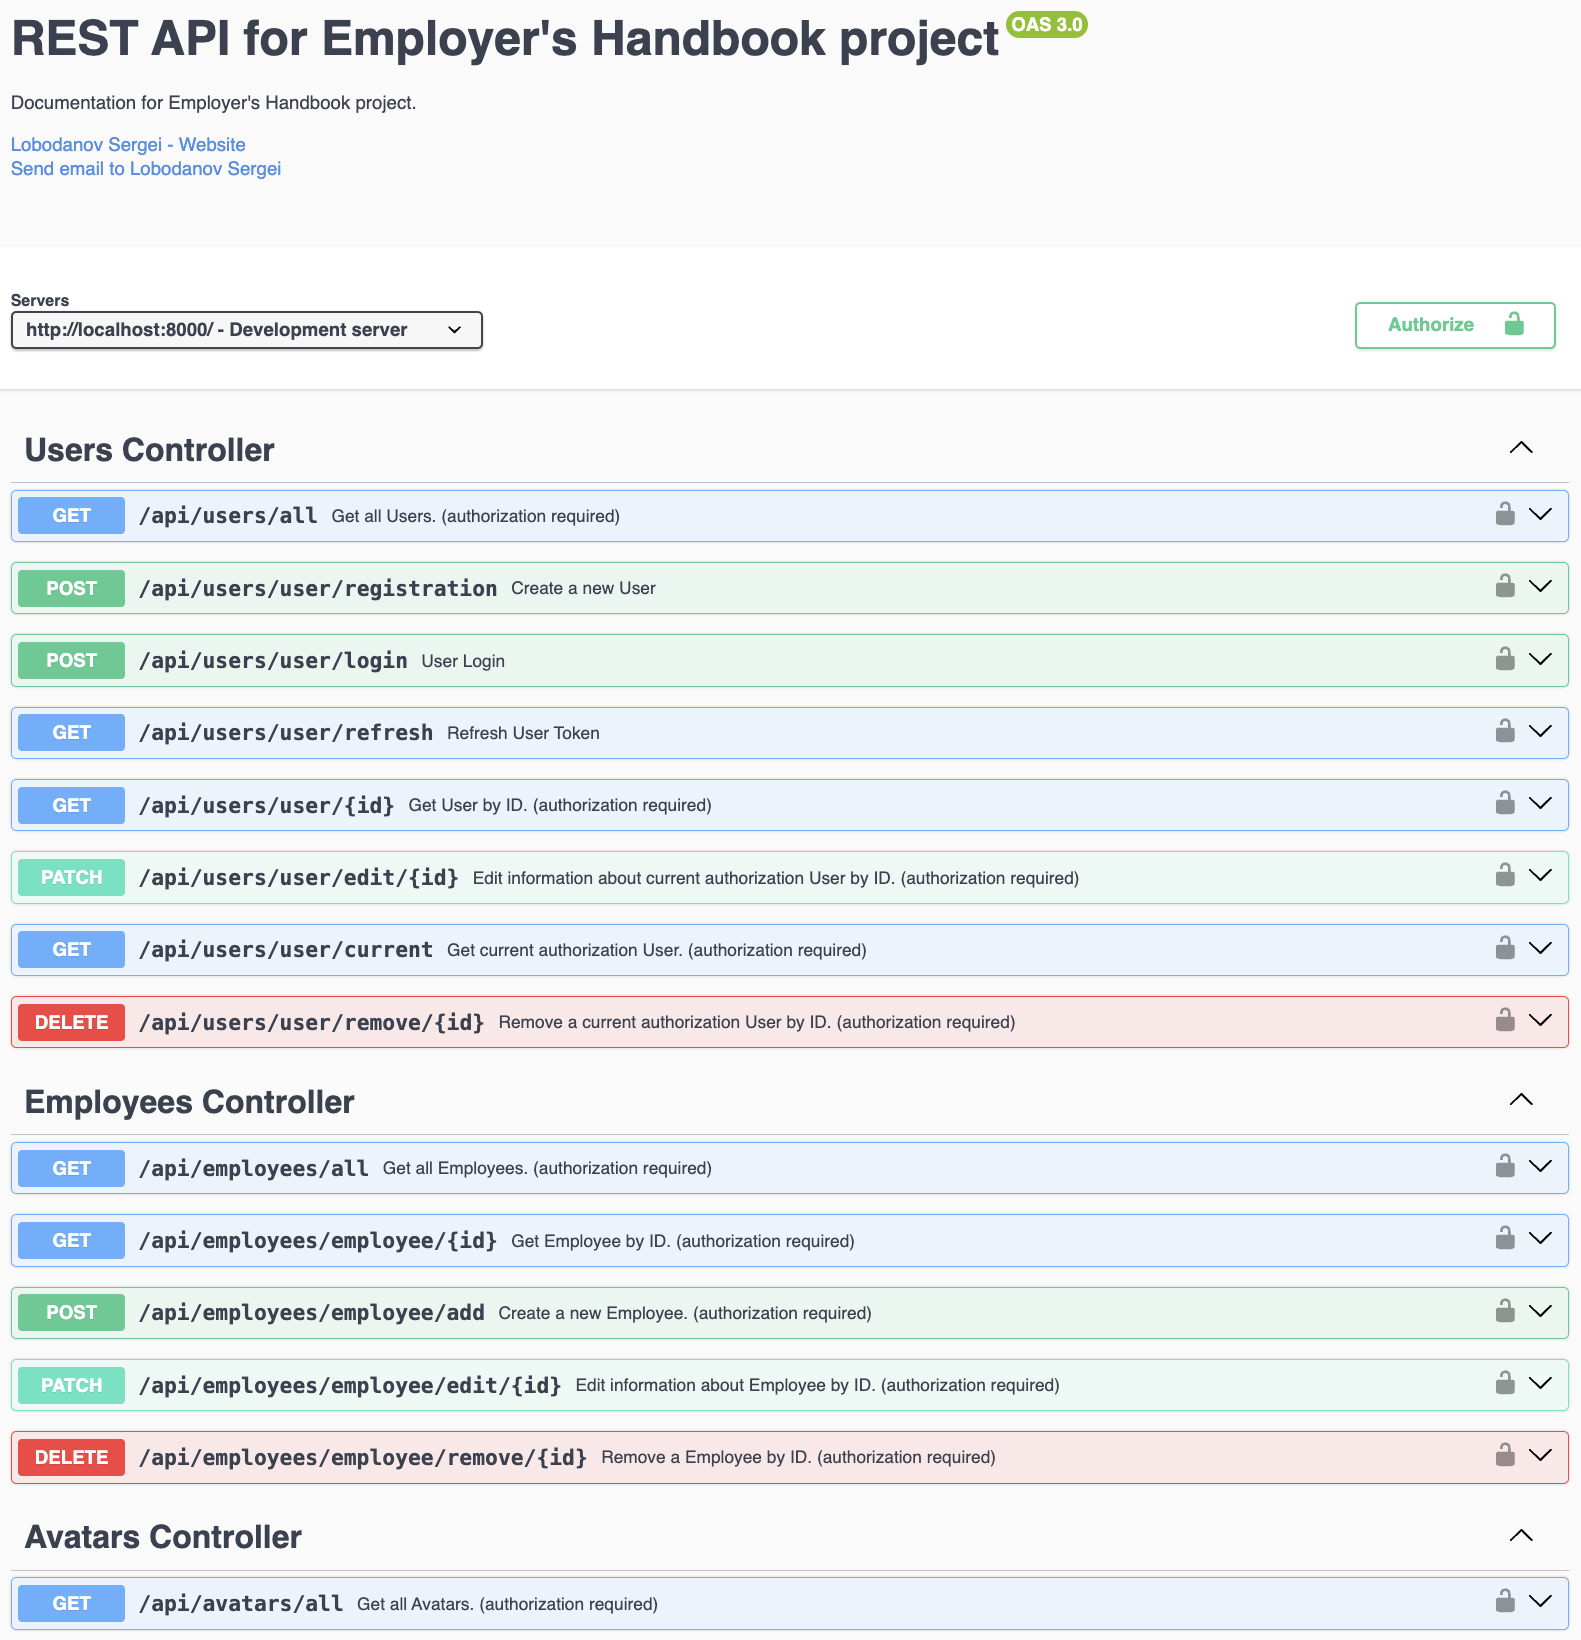 REST API for Employer's Handbook project OAS 3.0
Documentation for Employer's Handbook project.
Lobodanov Sergei - Website
Send email to Lobodanov Sergei
Servers
http://localhost:8000/ - Development server
Authorize
Users Controller
GET /api/users/all Get all Users. (authorization required)
POST /api/users/user/registration Create a new User
POST /api/users/user/login User Login
GET /api/users/user/refresh Refresh User Token
GET /api/users/user/{id} Get User by ID. (authorization required)
PATCH /api/users/user/edit/{id} Edit information about current authorization User by ID. (authorization required)
GET /api/users/user/current Get current authorization User. (authorization required)
DELETE /api/users/user/remove/{id} Remove a current authorization User by ID. (authorization required)
Employees Controller
GET /api/employees/all Get all Employees. (authorization required)
GET /api/employees/employee/{id} Get Employee by ID. (authorization required)
POST /api/employees/employee/add Create a new Employee. (authorization required)
PATCH /api/employees/employee/edit/{id} Edit information about Employee by ID. (authorization required)
DELETE /api/employees/employee/remove/{id} Remove a Employee by ID. (authorization required)
Avatars Controller
GET /api/avatars/all Get all Avatars. (authorization required)